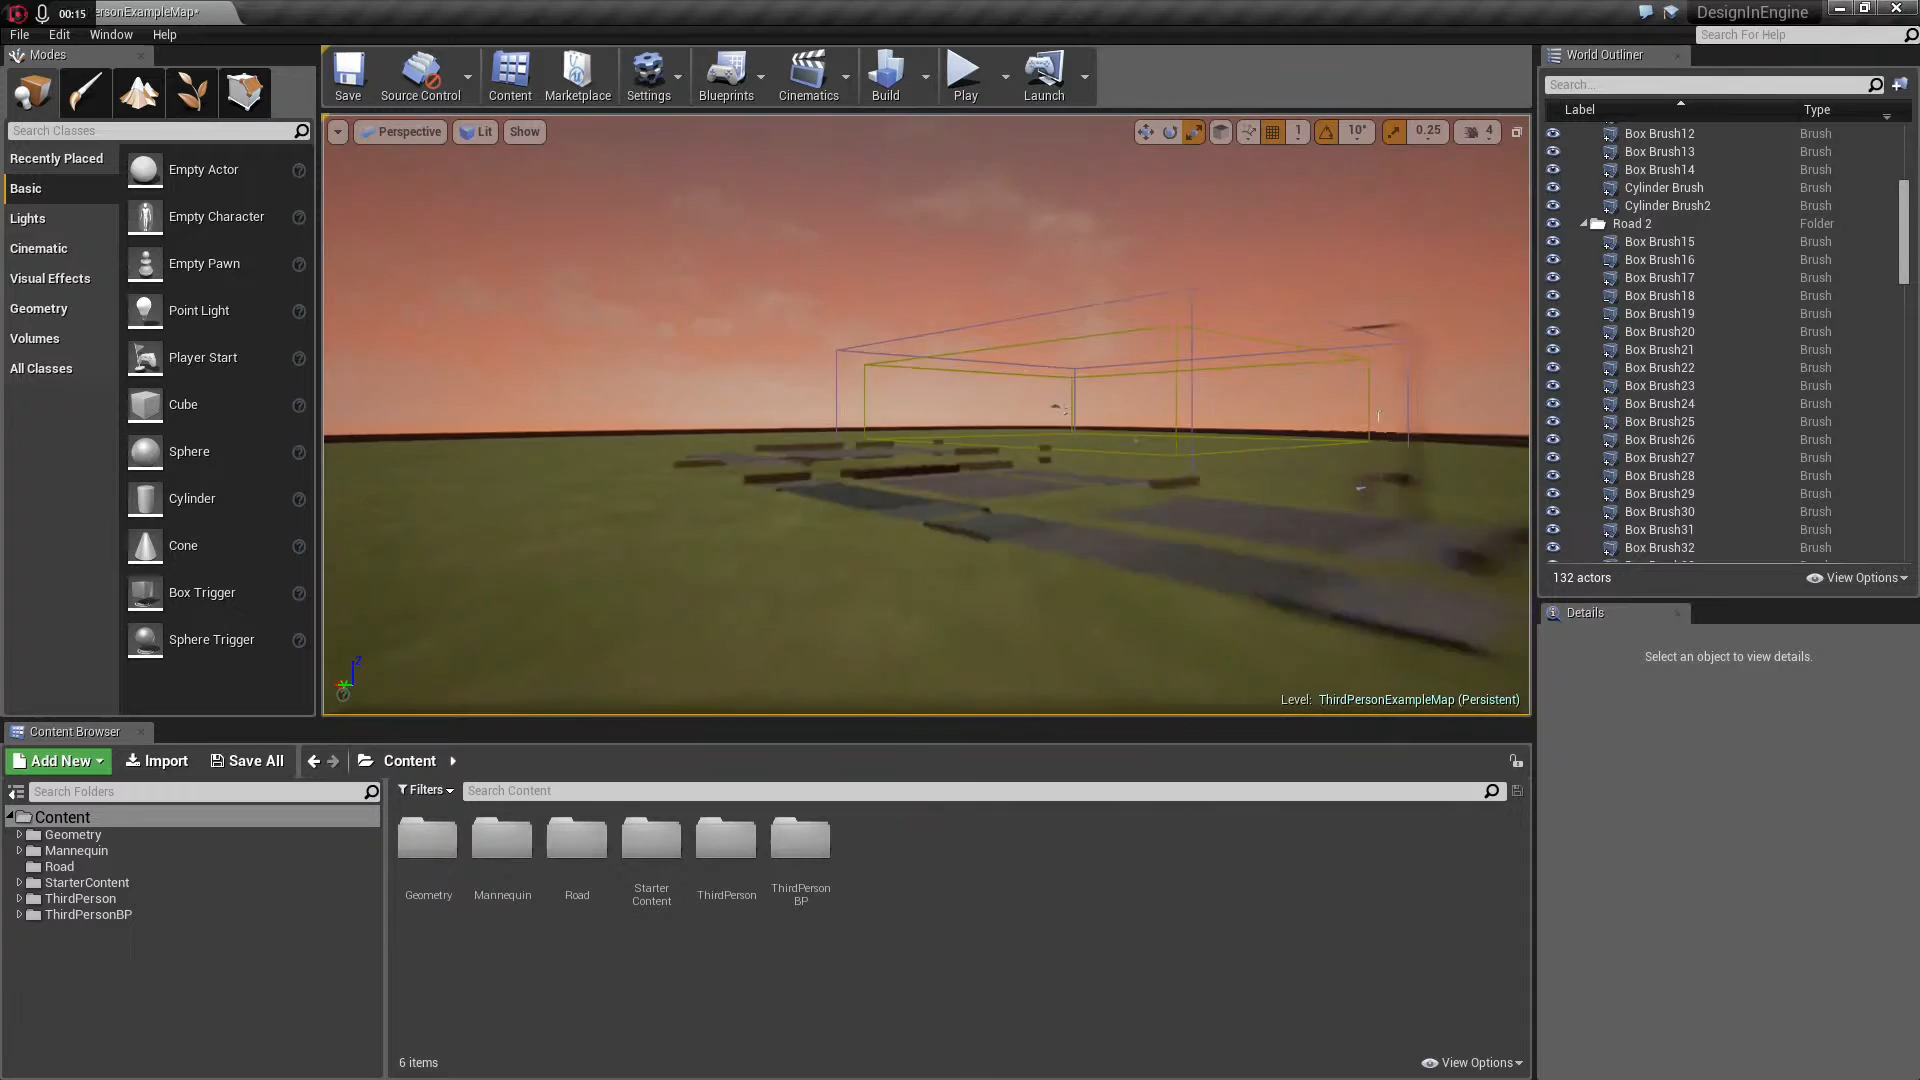 00:15
ersonExampleMap*
DesignInEngine
File Edit Window Help
Search For Help
Modes
Search Classes
Recently Placed
Basic
Lights
Cinematic
Visual Effects
Geometry
Volumes
All Classes
Empty Actor
Empty Character
Empty Pawn
Point Light
Player Start
Cube
Sphere
Cylinder
Cone
Box Trigger
Sphere Trigger
Save Source Control Content Marketplace Settings Blueprints Cinematics Build Play Launch
Perspective Lit Show
1 10° 0.25 4
Z
Level: ThirdPersonExampleMap (Persistent)
World Outliner
Search...
Label Type
Box Brush12 Brush
Box Brush13 Brush
Box Brush14 Brush
Cylinder Brush Brush
Cylinder Brush2 Brush
Road 2 Folder
Box Brush15 Brush
Box Brush16 Brush
Box Brush17 Brush
Box Brush18 Brush
Box Brush19 Brush
Box Brush20 Brush
Box Brush21 Brush
Box Brush22 Brush
Box Brush23 Brush
Box Brush24 Brush
Box Brush25 Brush
Box Brush26 Brush
Box Brush27 Brush
Box Brush28 Brush
Box Brush29 Brush
Box Brush30 Brush
Box Brush31 Brush
Box Brush32 Brush
132 actors View Options
Details
Select an object to view details.
Content Browser
Add New Import Save All Content
Search Folders
Content
Geometry
Mannequin
Road
StarterContent
ThirdPerson
ThirdPersonBP
Filters Search Content
Geometry Mannequin Road Starter Content ThirdPerson ThirdPerson BP
6 items View Options